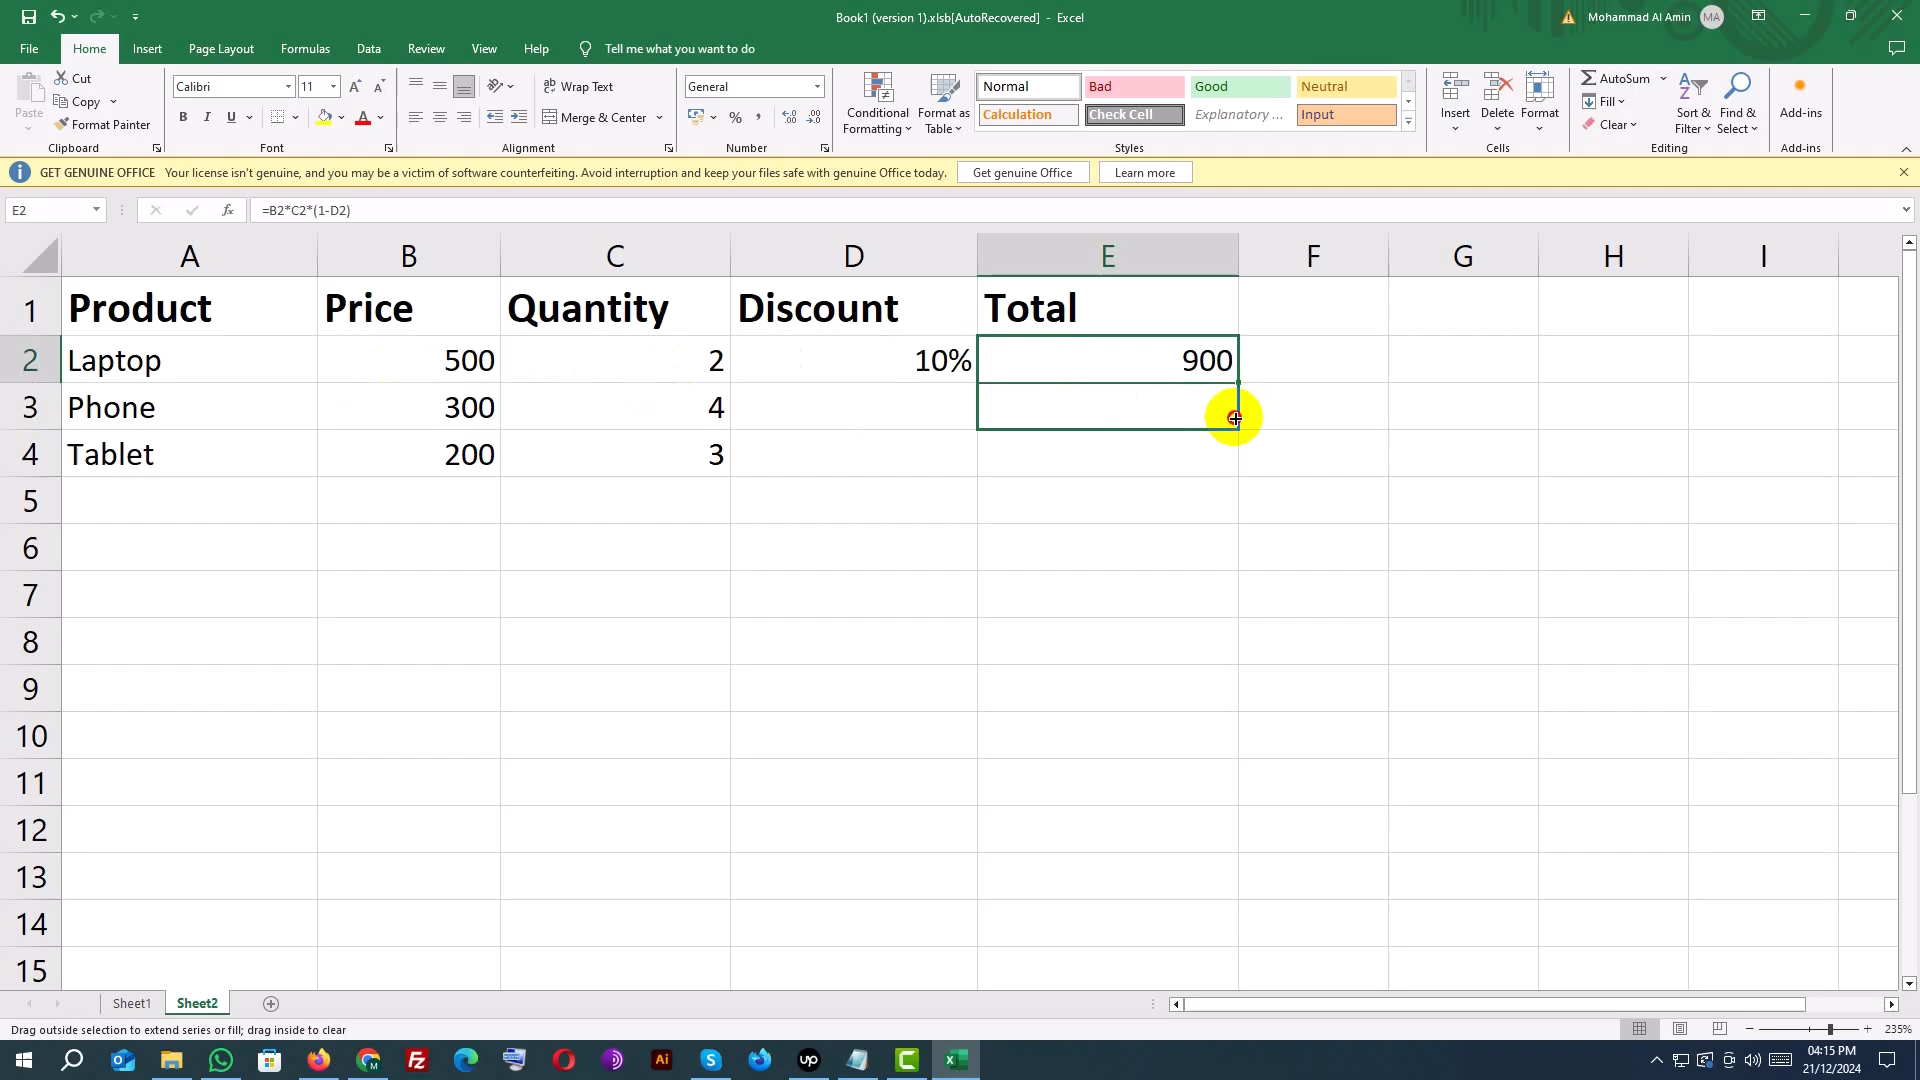 Book1 (version 1).xlsb[AutoRecovered] - Excel
Mohammad Al Amin
MA
File
Home
Insert
Page Layout
Formulas
Data
Review
View
Help
Tell me what you want to do
Paste
Cut
Copy
Format Painter
Clipboard
Calibri
11
B
I
U
Font
Wrap Text
Merge & Center
Alignment
General
Number
Conditional
Formatting
Format as
Table
Normal
Bad
Good
Neutral
Calculation
Check Cell
Explanatory ...
Input
Styles
Insert
Delete
Format
Cells
AutoSum
Fill
Clear
Sort &
Filter
Find &
Select
Editing
Add-ins
Add-ins
GET GENUINE OFFICE Your license isn't genuine, and you may be a victim of software counterfeiting. Avoid interruption and keep your files safe with genuine Office today.
Get genuine Office
Learn more
E2
fx
=B2*C2*(1-D2)
A B C D E F G H I
1 Product Price Quantity Discount Total
2 Laptop 500 2 10% 900
3 Phone 300 4
4 Tablet 200 3
5
6
7
8
9
10
11
12
13
14
15
Sheet1
Sheet2
Drag outside selection to extend series or fill; drag inside to clear
235%
04:15 PM
21/12/2024